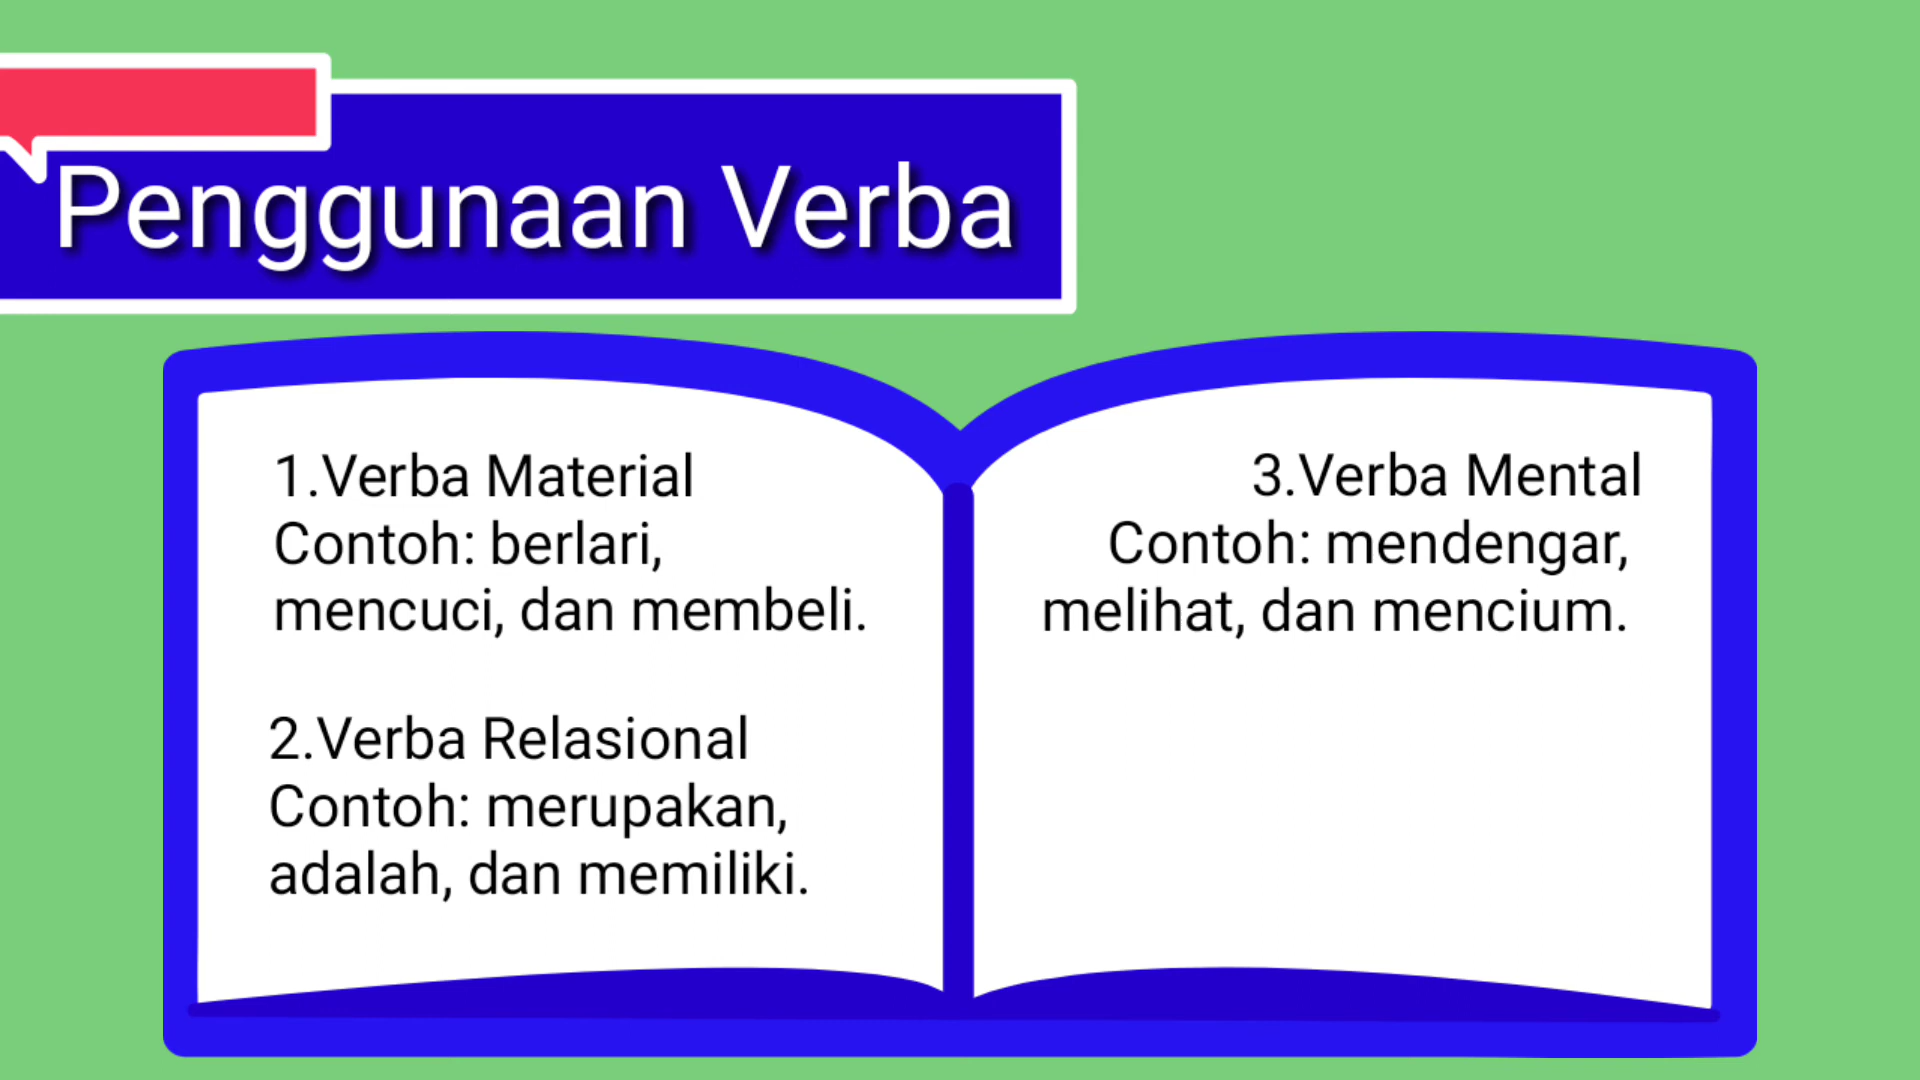 Penggunaan Verba
1.Verba Material
Contoh: berlari,
mencuci, dan membeli.
2.Verba Relasional
Contoh: merupakan,
adalah, dan memiliki.
3.Verba Mental
Contoh: mendengar,
melihat, dan mencium.